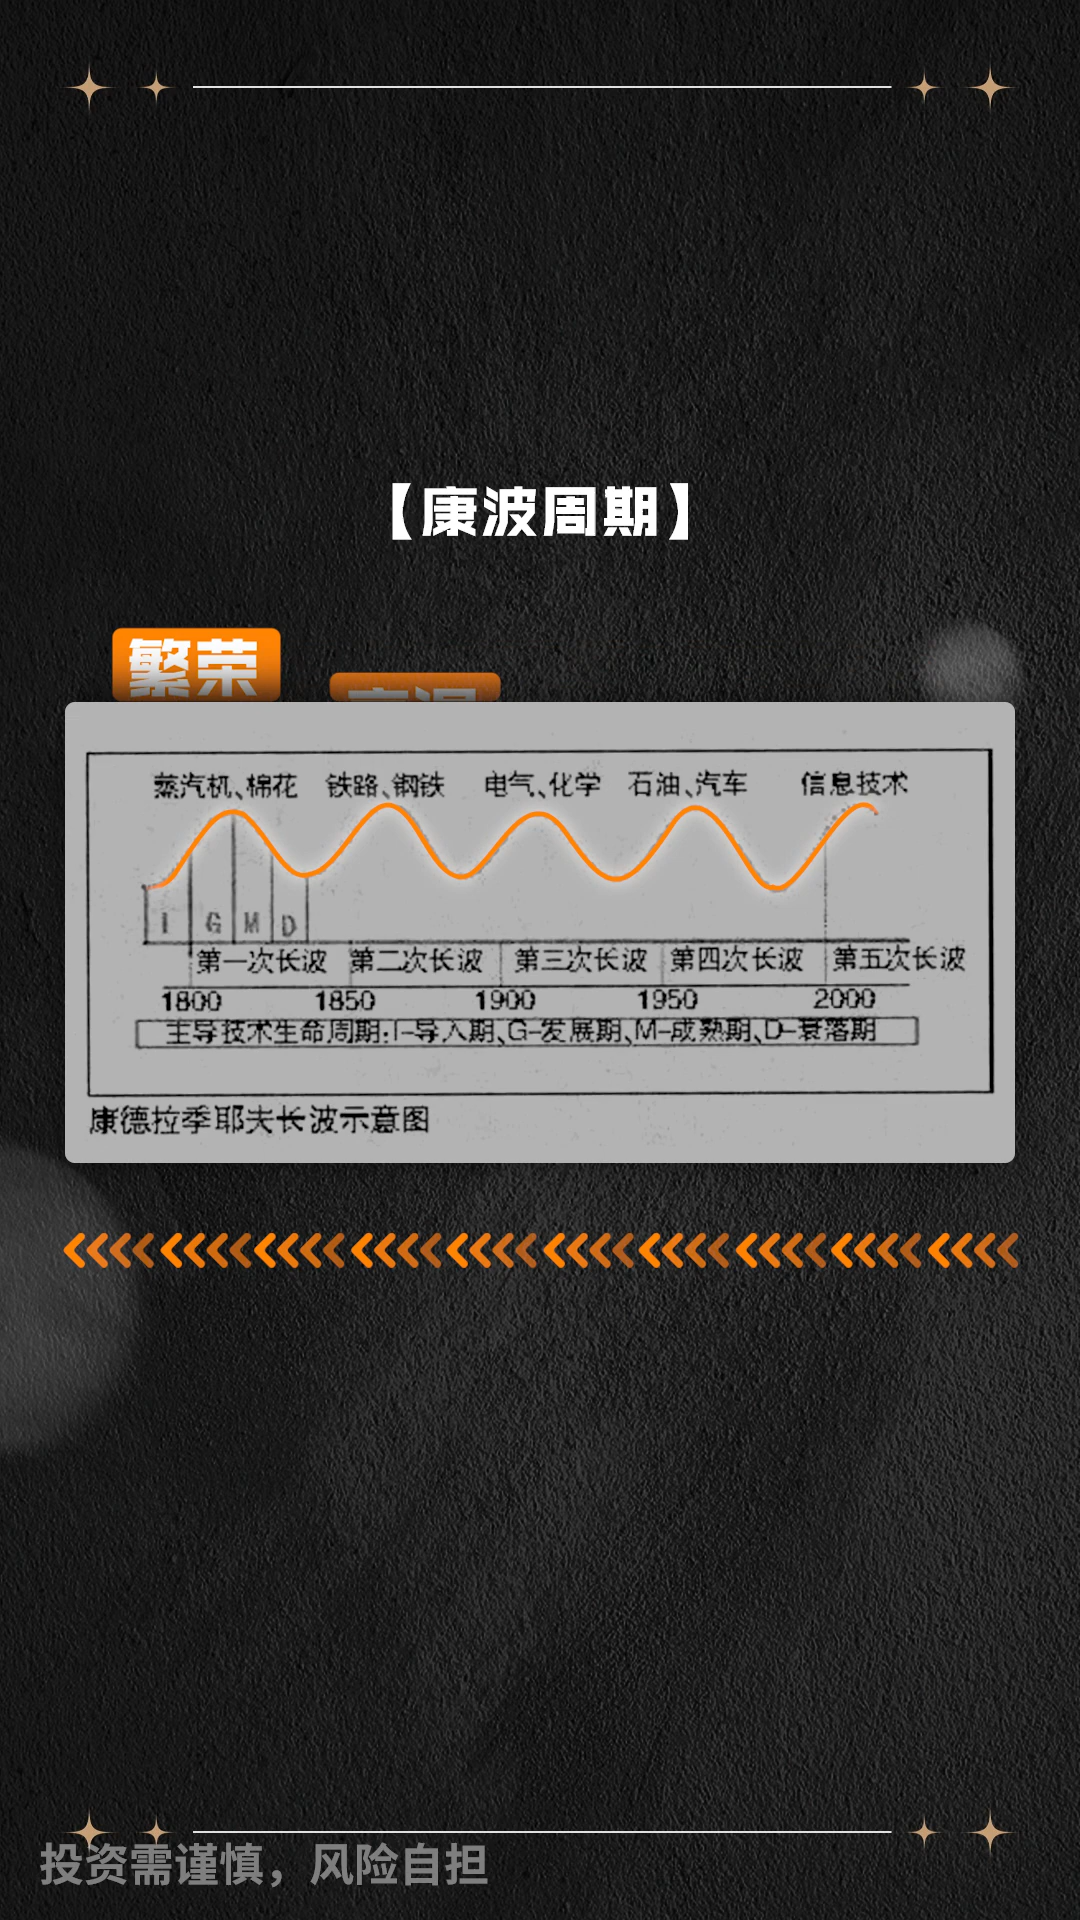 【康波周期】
繁荣
蒸汽机、棉花 铁路、钢铁 电气、化学 石油、汽车 信息技术
I G M D
第一次长波 第二次长波 第三次长波 第四次长波 第五次长波
1800 1850 1900 1950 2000
主导技术生命周期:I-导入期、G-发展期、M-成熟期、D-衰落期
康德拉季耶夫长波示意图
投资需谨慎，风险自担